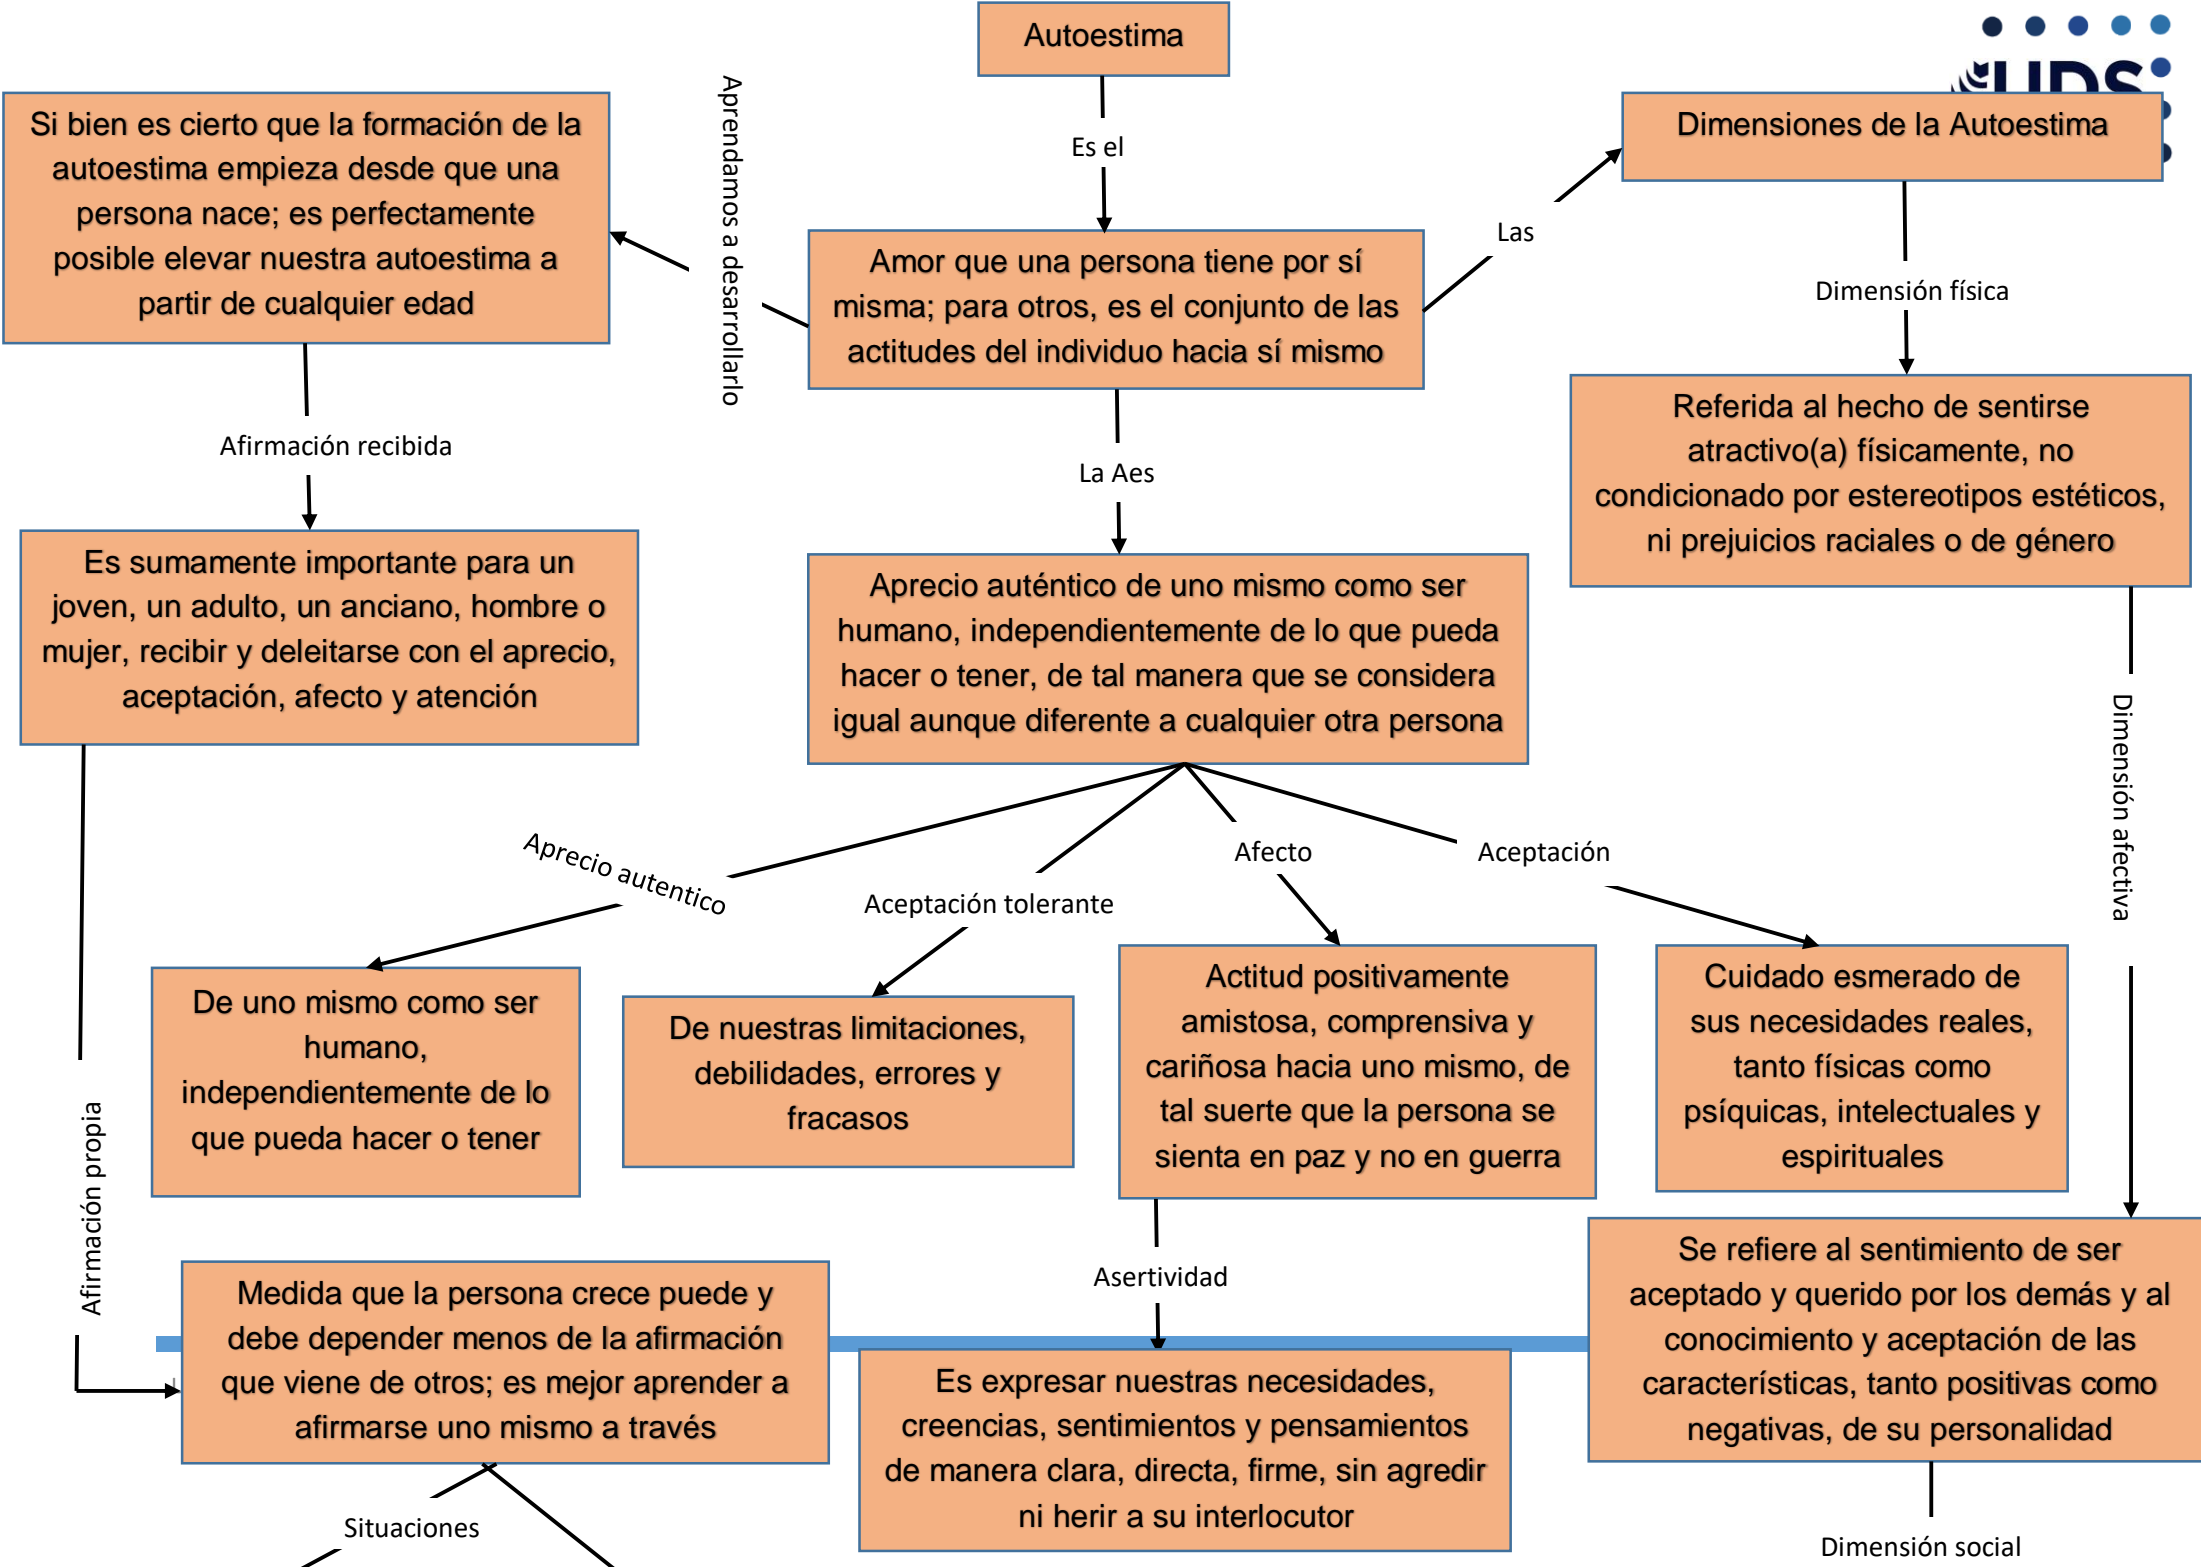 Autoestima
UDS
Aprendamos a desarrollarlo
Si bien es cierto que la formación de la
autoestima empieza desde que una
persona nace; es perfectamente
posible elevar nuestra autoestima a
partir de cualquier edad
Es el
Dimensiones de la Autoestima
Las
Amor que una persona tiene por sí
misma; para otros, es el conjunto de las
actitudes del individuo hacia sí mismo
Dimensión física
Afirmación recibida
La Aes
Referida al hecho de sentirse
atractivo(a) físicamente, no
condicionado por estereotipos estéticos,
ni prejuicios raciales o de género
Es sumamente importante para un
joven, un adulto, un anciano, hombre o
mujer, recibir y deleitarse con el aprecio,
aceptación, afecto y atención
Aprecio auténtico de uno mismo como ser
humano, independientemente de lo que pueda
hacer o tener, de tal manera que se considera
igual aunque diferente a cualquier otra persona
Dimensión afectiva
Aprecio autentico
Aceptación tolerante
Afecto
Aceptación
De uno mismo como ser
humano,
independientemente de lo
que pueda hacer o tener
De nuestras limitaciones,
debilidades, errores y
fracasos
Actitud positivamente
amistosa, comprensiva y
cariñosa hacia uno mismo, de
tal suerte que la persona se
sienta en paz y no en guerra
Cuidado esmerado de
sus necesidades reales,
tanto físicas como
psíquicas, intelectuales y
espirituales
Afirmación propia
Asertividad
Medida que la persona crece puede y
debe depender menos de la afirmación
que viene de otros; es mejor aprender a
afirmarse uno mismo a través
Es expresar nuestras necesidades,
creencias, sentimientos y pensamientos
de manera clara, directa, firme, sin agredir
ni herir a su interlocutor
Se refiere al sentimiento de ser
aceptado y querido por los demás y al
conocimiento y aceptación de las
características, tanto positivas como
negativas, de su personalidad
Situaciones
Dimensión social